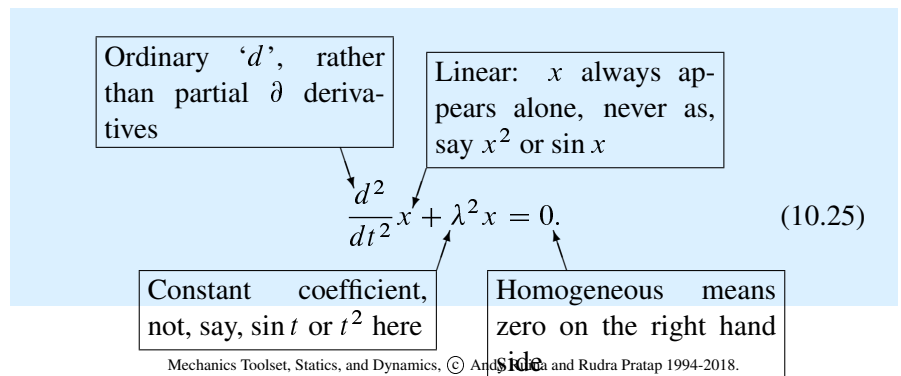 Ordinary ‘d’, rather
than partial ∂ deriva-
tives
Linear: x always ap-
pears alone, never as,
say x² or sin x
d²/dt² x + λ²x = 0. (10.25)
Constant coefficient,
not, say, sin t or t² here
Homogeneous means
zero on the right hand
side
Mechanics Toolset, Statics, and Dynamics, © Andy Ruina and Rudra Pratap 1994-2018.